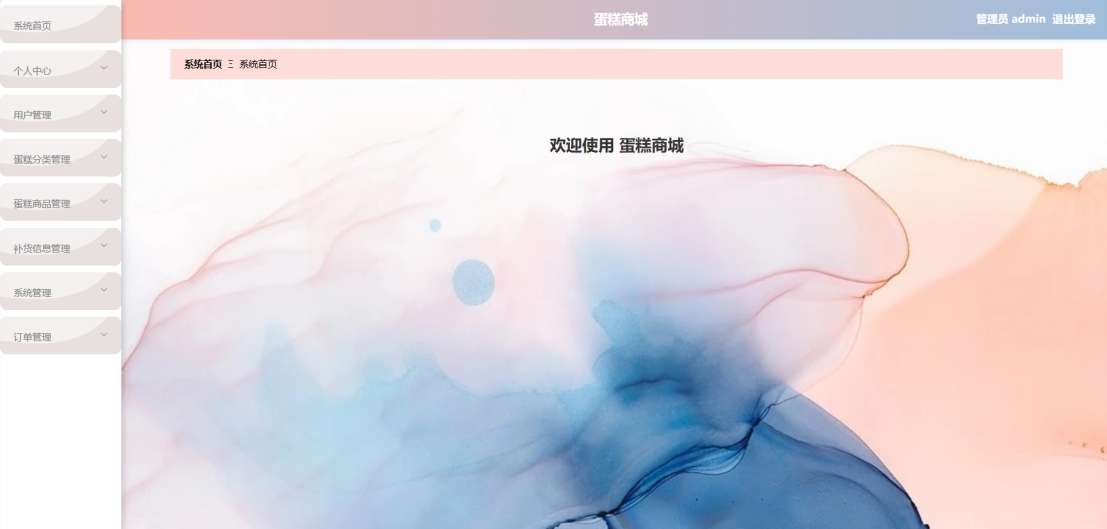 蛋糕商城
管理员 admin 退出登录
系统首页
个人中心
用户管理
蛋糕分类管理
蛋糕商品管理
补货信息管理
系统管理
订单管理
系统首页 Ξ 系统首页
欢迎使用 蛋糕商城